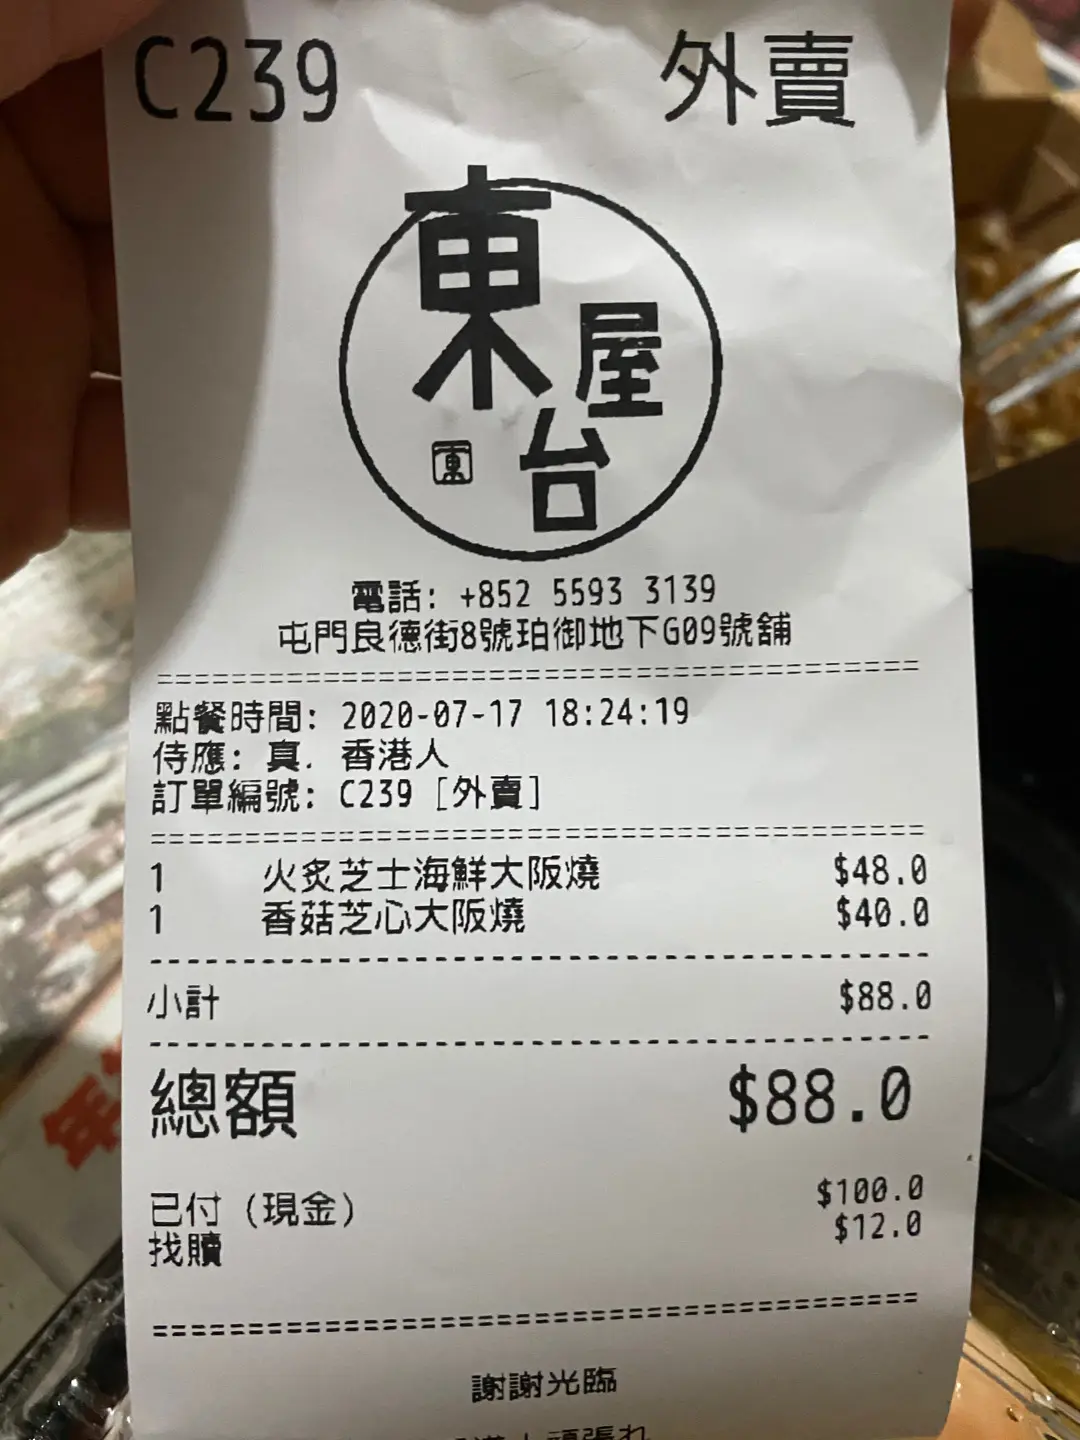 C239 外賣
東屋台
東
電話: +852 5593 3139
屯門良德街8號珀御地下G09號舖
點餐時間: 2020-07-17 18:24:19
侍應: 真. 香港人
訂單編號: C239 [外賣]
1 火炙芝士海鮮大阪燒 $48.0
1 香菇芝心大阪燒 $40.0
小計 $88.0
總額 $88.0
已付 (現金) $100.0
找贖 $12.0
謝謝光臨